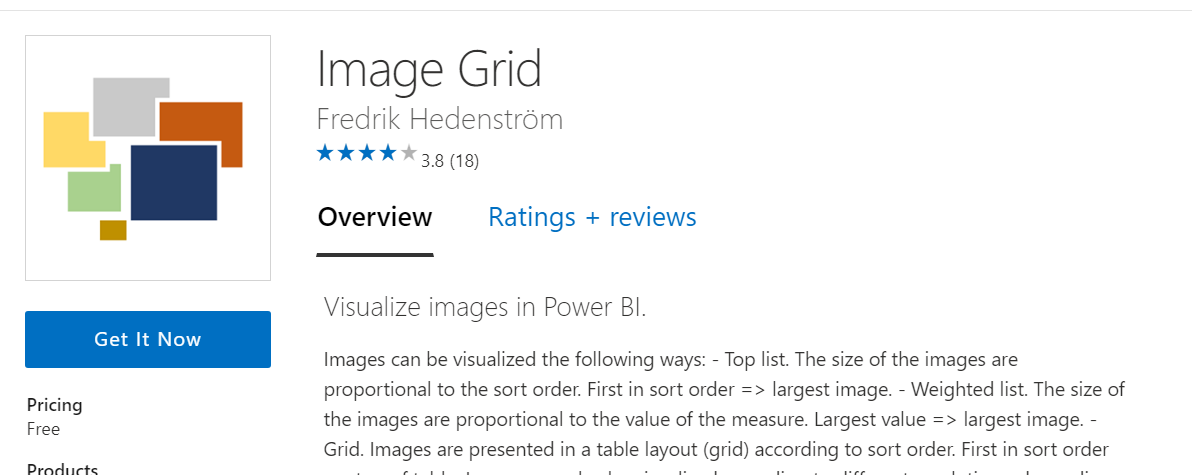 Image Grid
Fredrik Hedenström
3.8 (18)
Overview
Ratings + reviews
Visualize images in Power BI.
Images can be visualized the following ways: - Top list. The size of the images are
proportional to the sort order. First in sort order => largest image. - Weighted list. The size of
the images are proportional to the value of the measure. Largest value => largest image. -
Grid. Images are presented in a table layout (grid) according to sort order. First in sort order
Get It Now
Pricing
Free
Products